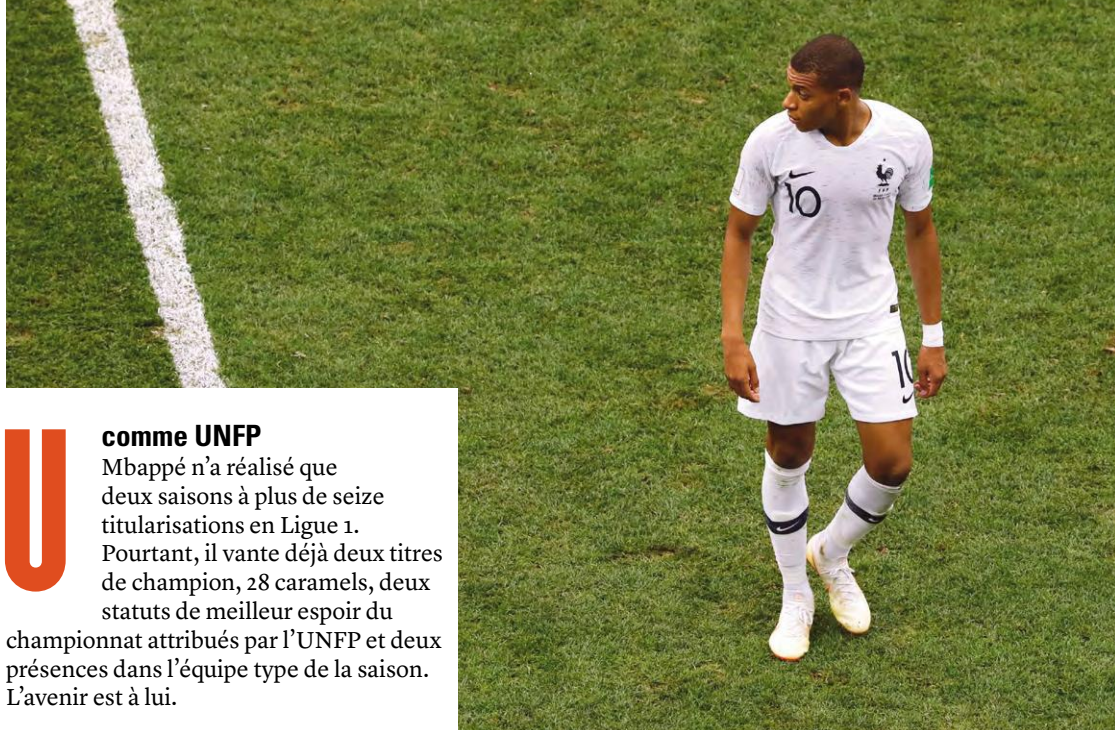 10
10
U
comme UNFP
Mbappé n’a réalisé que
deux saisons à plus de seize
titularisations en Ligue 1.
Pourtant, il vante déjà deux titres
de champion, 28 caramels, deux
statuts de meilleur espoir du
championnat attribués par l’UNFP et deux
présences dans l’équipe type de la saison.
L’avenir est à lui.